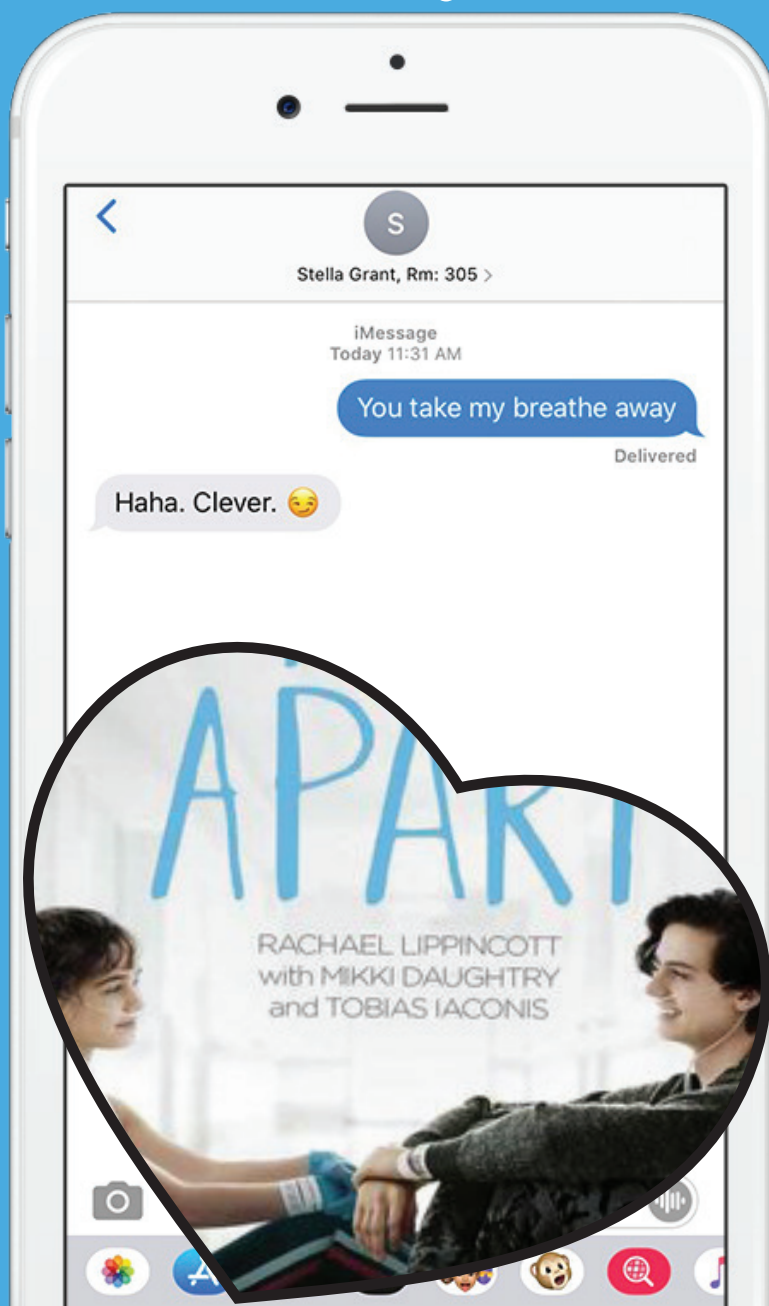 S
Stella Grant, Rm: 305 >
iMessage
Today 11:31 AM
You take my breathe away
Delivered
Haha. Clever. 😏
APART
RACHAEL LIPPINCOTT
with MIKKI DAUGHTRY
and TOBIAS IACONIS